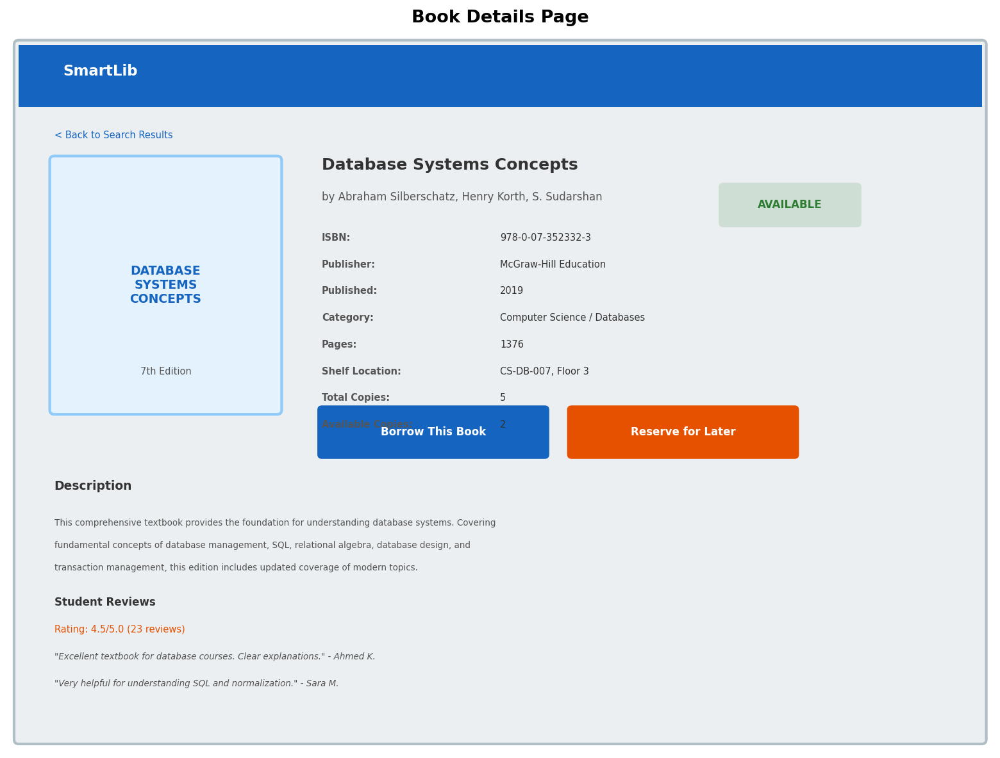 Book Details Page
SmartLib
< Back to Search Results
DATABASE
SYSTEMS
CONCEPTS
7th Edition
Database Systems Concepts
by Abraham Silberschatz, Henry Korth, S. Sudarshan
AVAILABLE
ISBN: 978-0-07-352332-3
Publisher: McGraw-Hill Education
Published: 2019
Category: Computer Science / Databases
Pages: 1376
Shelf Location: CS-DB-007, Floor 3
Total Copies: 5
Available Copies: 2
Borrow This Book
Reserve for Later
Description
This comprehensive textbook provides the foundation for understanding database systems. Covering
fundamental concepts of database management, SQL, relational algebra, database design, and
transaction management, this edition includes updated coverage of modern topics.
Student Reviews
Rating: 4.5/5.0 (23 reviews)
"Excellent textbook for database courses. Clear explanations." - Ahmed K.
"Very helpful for understanding SQL and normalization." - Sara M.